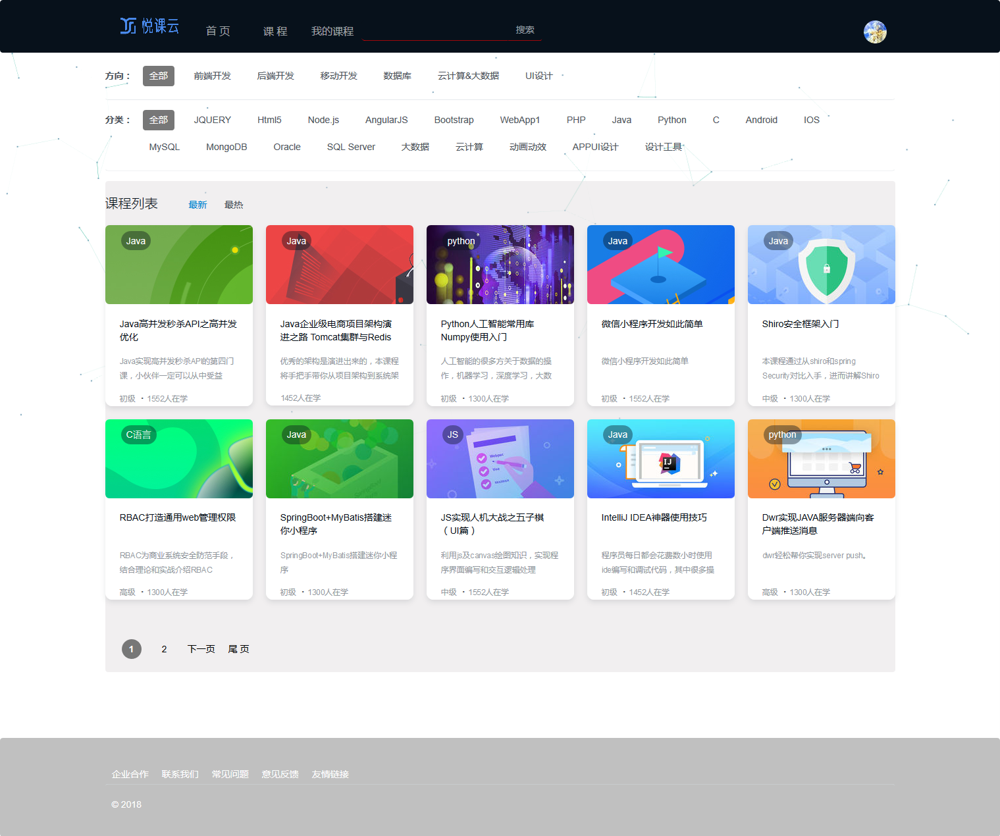 悦课云 首 页 课 程 我的课程 搜索
方向： 全部 前端开发 后端开发 移动开发 数据库 云计算&大数据 UI设计
分类： 全部 JQUERY Html5 Node.js AngularJS Bootstrap WebApp1 PHP Java Python C Android IOS
MySQL MongoDB Oracle SQL Server 大数据 云计算 动画动效 APPUI设计 设计工具
课程列表 最新 最热
Java Java python Java Java
Java高并发秒杀API之高并发
优化
Java实现高并发秒杀API的第四门
课，小伙伴一定可以从中受益
初级 · 1552人在学
Java企业级电商项目架构演
进之路 Tomcat集群与Redis
优秀的架构是演进出来的，本课程
将手把手带你从项目架构到系统架
1452人在学
Python人工智能常用库
Numpy使用入门
人工智能的很多方关于数据的操
作，机器学习，深度学习，大数
初级 · 1300人在学
微信小程序开发如此简单
微信小程序开发如此简单
初级 · 1552人在学
Shiro安全框架入门
本课程通过从shiro和spring
Security对比入手，进而讲解Shiro
中级 · 1300人在学
C语言 Java JS Java python
RBAC打造通用web管理权限
RBAC为商业系统安全防范手段，
结合理论和实战介绍RBAC
高级 · 1300人在学
SpringBoot
SpringBoot+MyBatis搭建迷
你小程序
SpringBoot+MyBatis搭建迷你小程
序
初级 · 1300人在学
Webpet
Vue
xxxxxxx
JS实现人机大战之五子棋
（UI篇）
利用js及canvas绘图知识，实现程
序界面编写和交互逻辑处理
中级 · 1552人在学
IJ
IntelliJ IDEA神器使用技巧
程序员每日都会花费数小时使用
ide编写和调试代码，其中很多操
初级 · 1452人在学
Dwr实现JAVA服务器端向客
户端推送消息
dwr轻松帮你实现server push。
高级 · 1300人在学
1 2 下一页 尾 页
企业合作 联系我们 常见问题 意见反馈 友情链接
© 2018